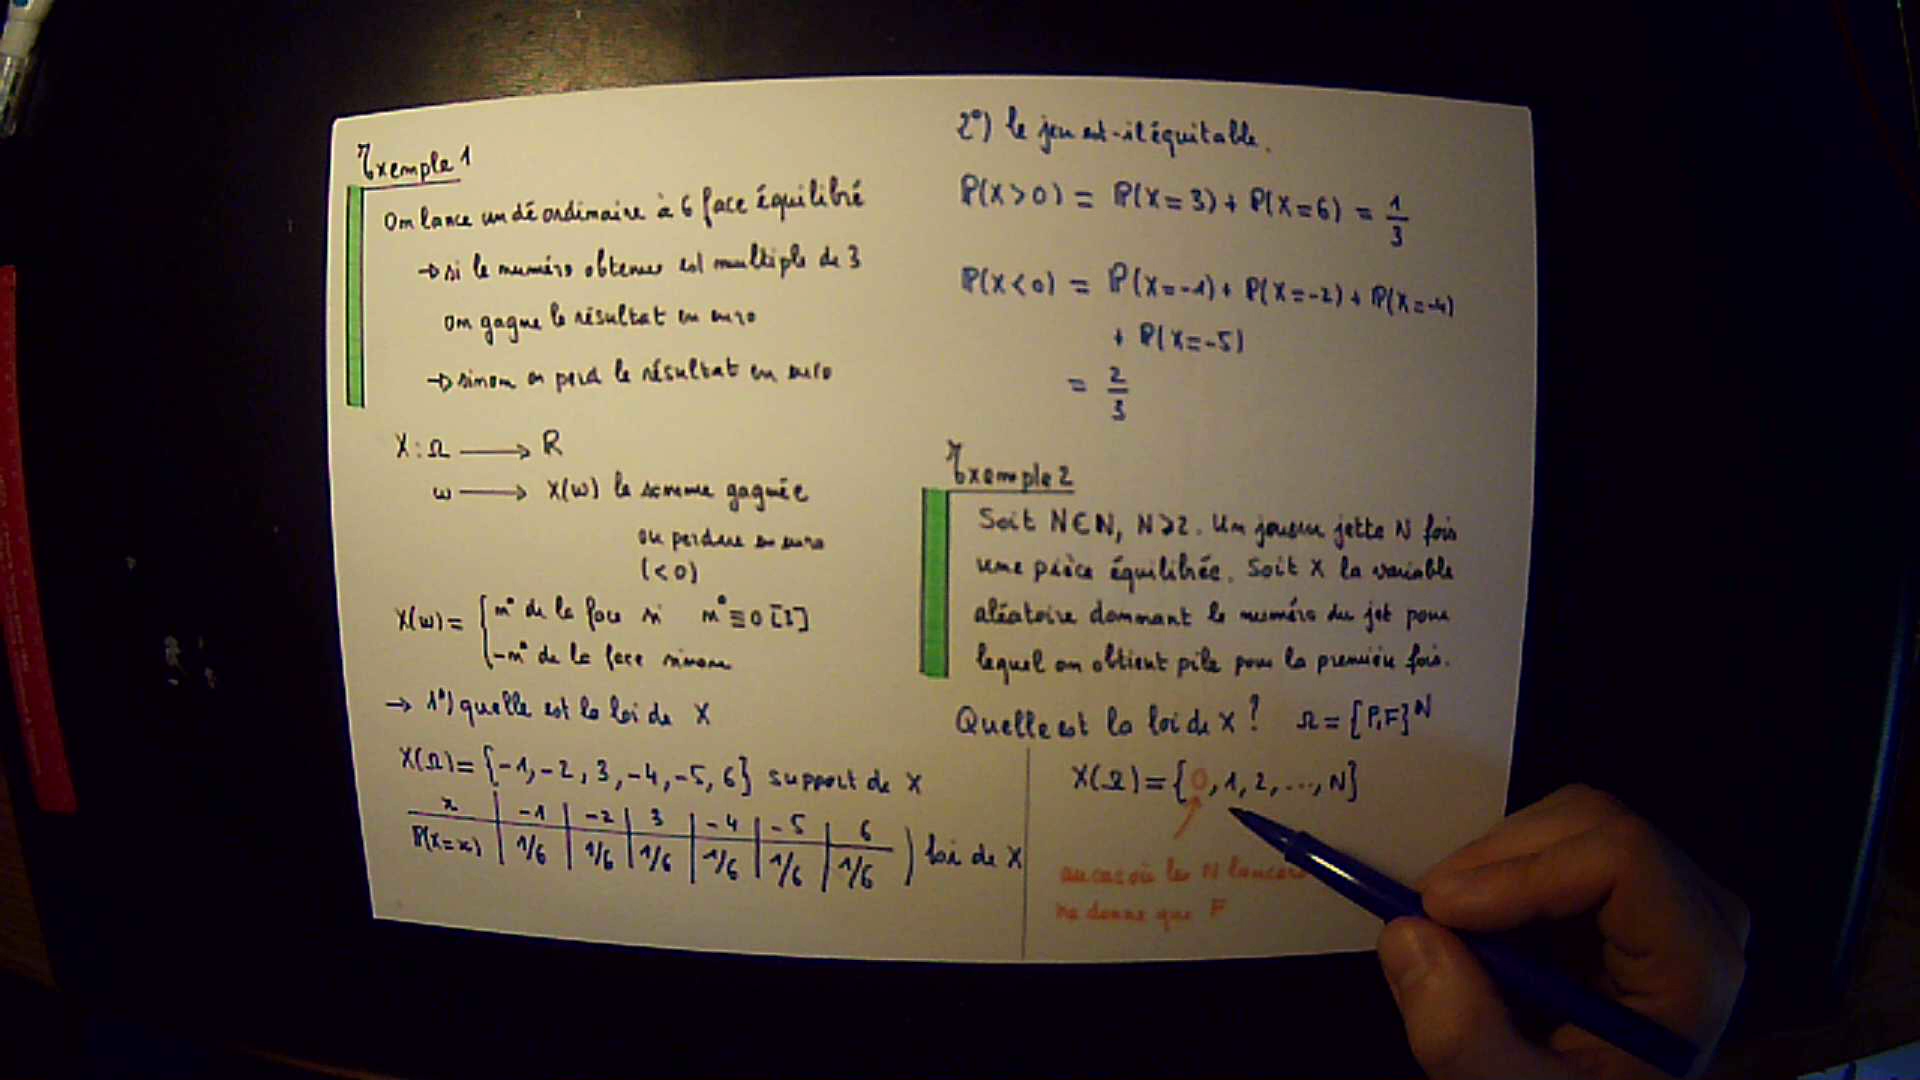 Exemple 1
On lance un dé ordinaire à 6 face équilibré
→ si le numéro obtenu est multiple de 3
on gagne le résultat en euro
→ sinon on perd le résultat en euro
X : Ω → R
ω → X(ω) la somme gagnée
ou perdue en euro
(<0)
X(ω) = { n° de la face si n° ≡ 0 [3]
-n° de la face sinon
→ 1°) quelle est la loi de X
X(Ω) = {-1, -2, 3, -4, -5, 6} support de X
x | -1 | -2 | 3 | -4 | -5 | 6
P(X=x) | 1/6 | 1/6 | 1/6 | 1/6 | 1/6 | 1/6 ) loi de X
2°) le jeu est-il équitable.
P(X>0) = P(X=3) + P(X=6) = 1/3
P(X<0) = P(X=-1) + P(X=-2) + P(X=-4)
+ P(X=-5)
= 2/3
Exemple 2
Soit N∈ℕ, N≥2. Un joueur jette N fois
une pièce équilibrée. Soit X la variable
aléatoire donnant le numéro du jet pour
lequel on obtient pile pour la première fois.
Quelle est la loi de X ? Ω = {P,F}^N
X(Ω) = {0, 1, 2, ..., N}
au cas où les N lancers
ne donne que F